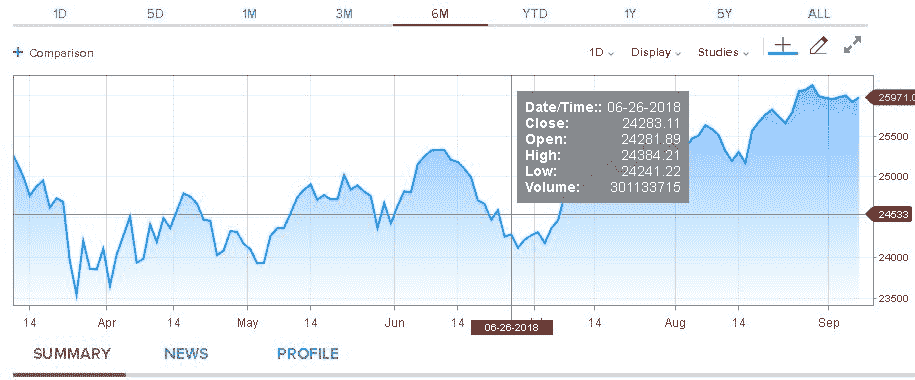 1D 5D 1M 3M 6M YTD 1Y 5Y ALL
+ Comparison 1D Display Studies
Date/Time:: 06-26-2018
Close: 24283.11
Open: 24281.89
High: 24384.21
Low: 24241.22
Volume: 301133715
25971.0
25500
25000
24533
24000
23500
14 Apr 14 May 14 Jun 14 14 Aug 14 Sep
06-26-2018
SUMMARY NEWS PROFILE